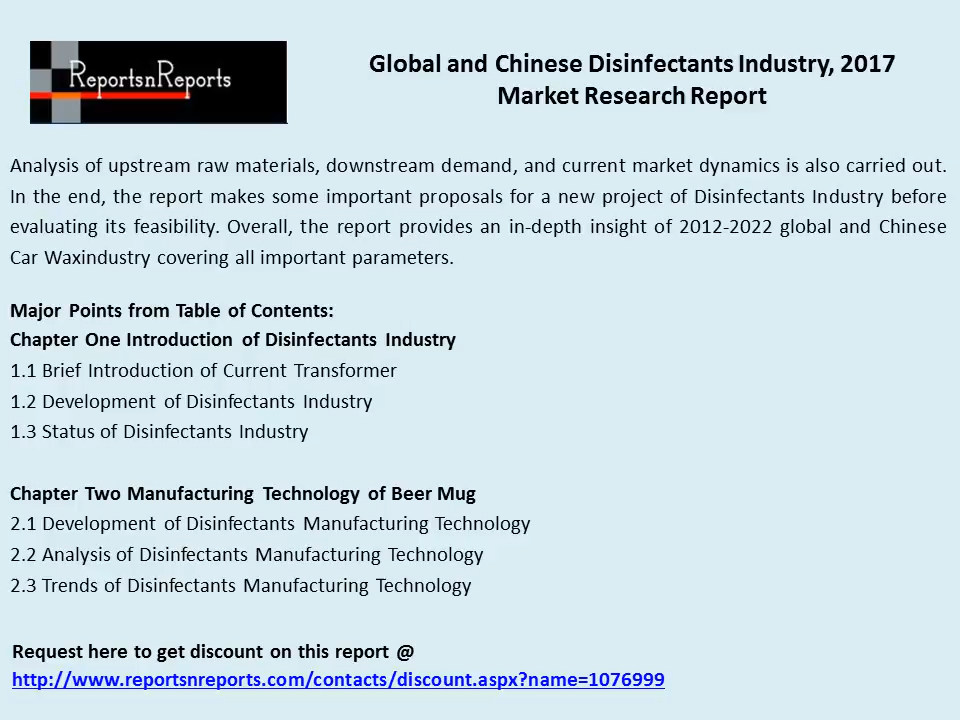 ReportsnReports
Global and Chinese Disinfectants Industry, 2017
Market Research Report
Analysis of upstream raw materials, downstream demand, and current market dynamics is also carried out.
In the end, the report makes some important proposals for a new project of Disinfectants Industry before
evaluating its feasibility. Overall, the report provides an in-depth insight of 2012-2022 global and Chinese
Car Waxindustry covering all important parameters.
Major Points from Table of Contents:
Chapter One Introduction of Disinfectants Industry
1.1 Brief Introduction of Current Transformer
1.2 Development of Disinfectants Industry
1.3 Status of Disinfectants Industry
Chapter Two Manufacturing Technology of Beer Mug
2.1 Development of Disinfectants Manufacturing Technology
2.2 Analysis of Disinfectants Manufacturing Technology
2.3 Trends of Disinfectants Manufacturing Technology
Request here to get discount on this report @
http://www.reportsnreports.com/contacts/discount.aspx?name=1076999